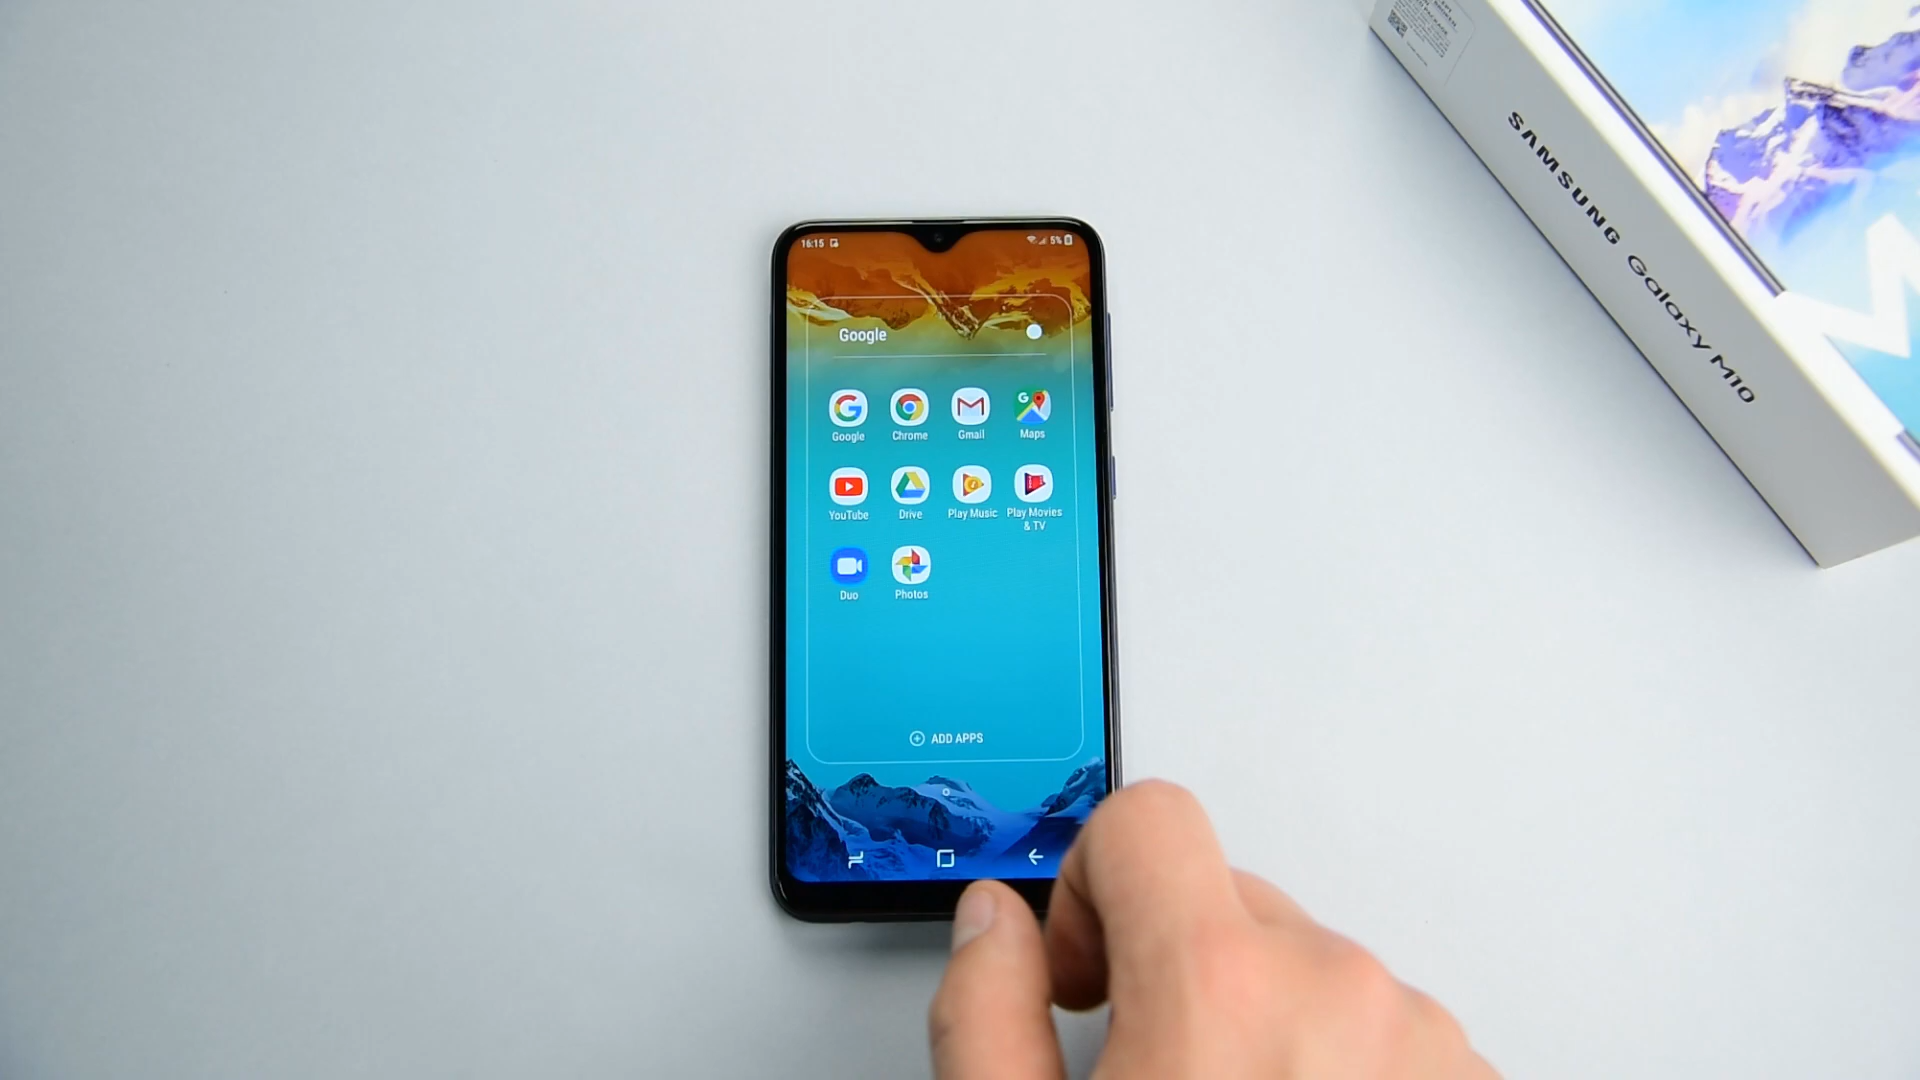 16:15
5%
Google
Google
Chrome
Gmail
Maps
YouTube
Drive
Play Music
Play Movies
& TV
Duo
Photos
ADD APPS
SAMSUNG Galaxy M10
M